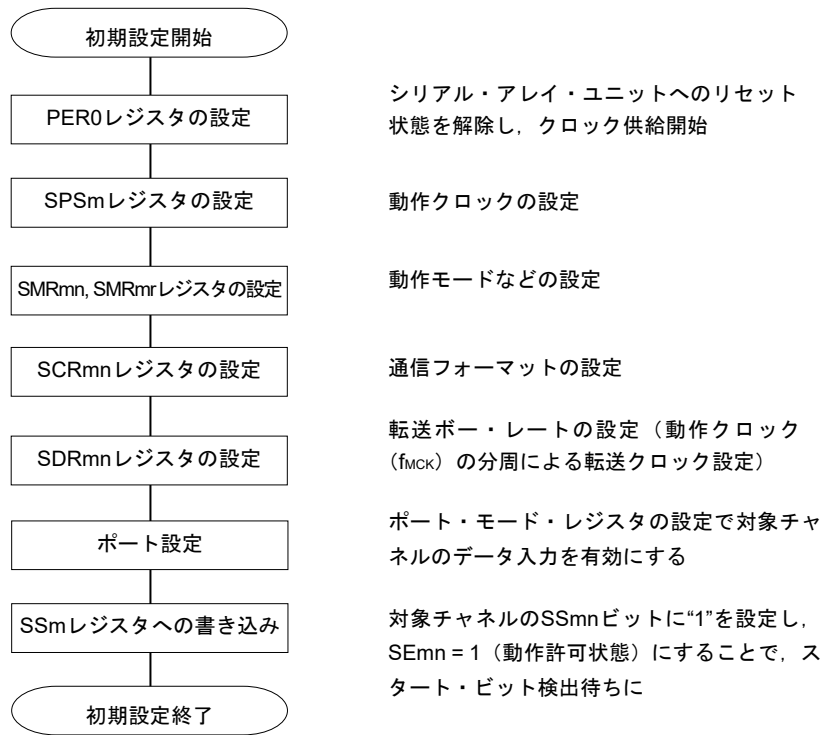 初期設定開始
PER0レジスタの設定
シリアル・アレイ・ユニットへのリセット
状態を解除し，クロック供給開始
SPSmレジスタの設定
動作クロックの設定
SMRmn, SMRmrレジスタの設定
動作モードなどの設定
SCRmnレジスタの設定
通信フォーマットの設定
SDRmnレジスタの設定
転送ボー・レートの設定（動作クロック
（fMCK）の分周による転送クロック設定）
ポート設定
ポート・モード・レジスタの設定で対象チャ
ネルのデータ入力を有効にする
SSmレジスタへの書き込み
対象チャネルのSSmnビットに“1”を設定し，
SEmn = 1（動作許可状態）にすることで，ス
タート・ビット検出待ちに
初期設定終了